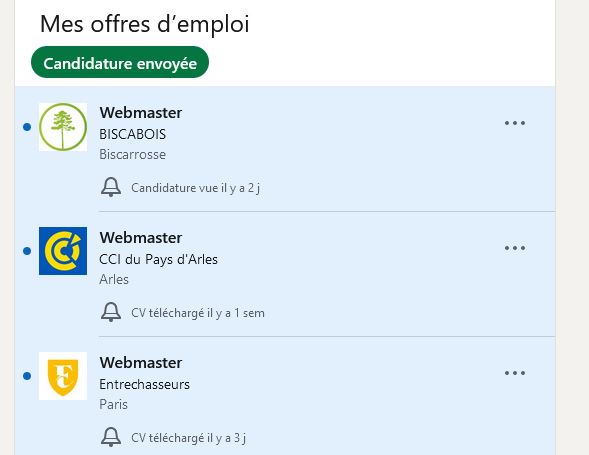 Mes offres d’emploi
Candidature envoyée
Webmaster
BISCABOIS
Biscarrosse
Candidature vue il y a 2 j
Webmaster
CCI du Pays d'Arles
Arles
CV téléchargé il y a 1 sem
Webmaster
Entrechasseurs
Paris
CV téléchargé il y a 3 j